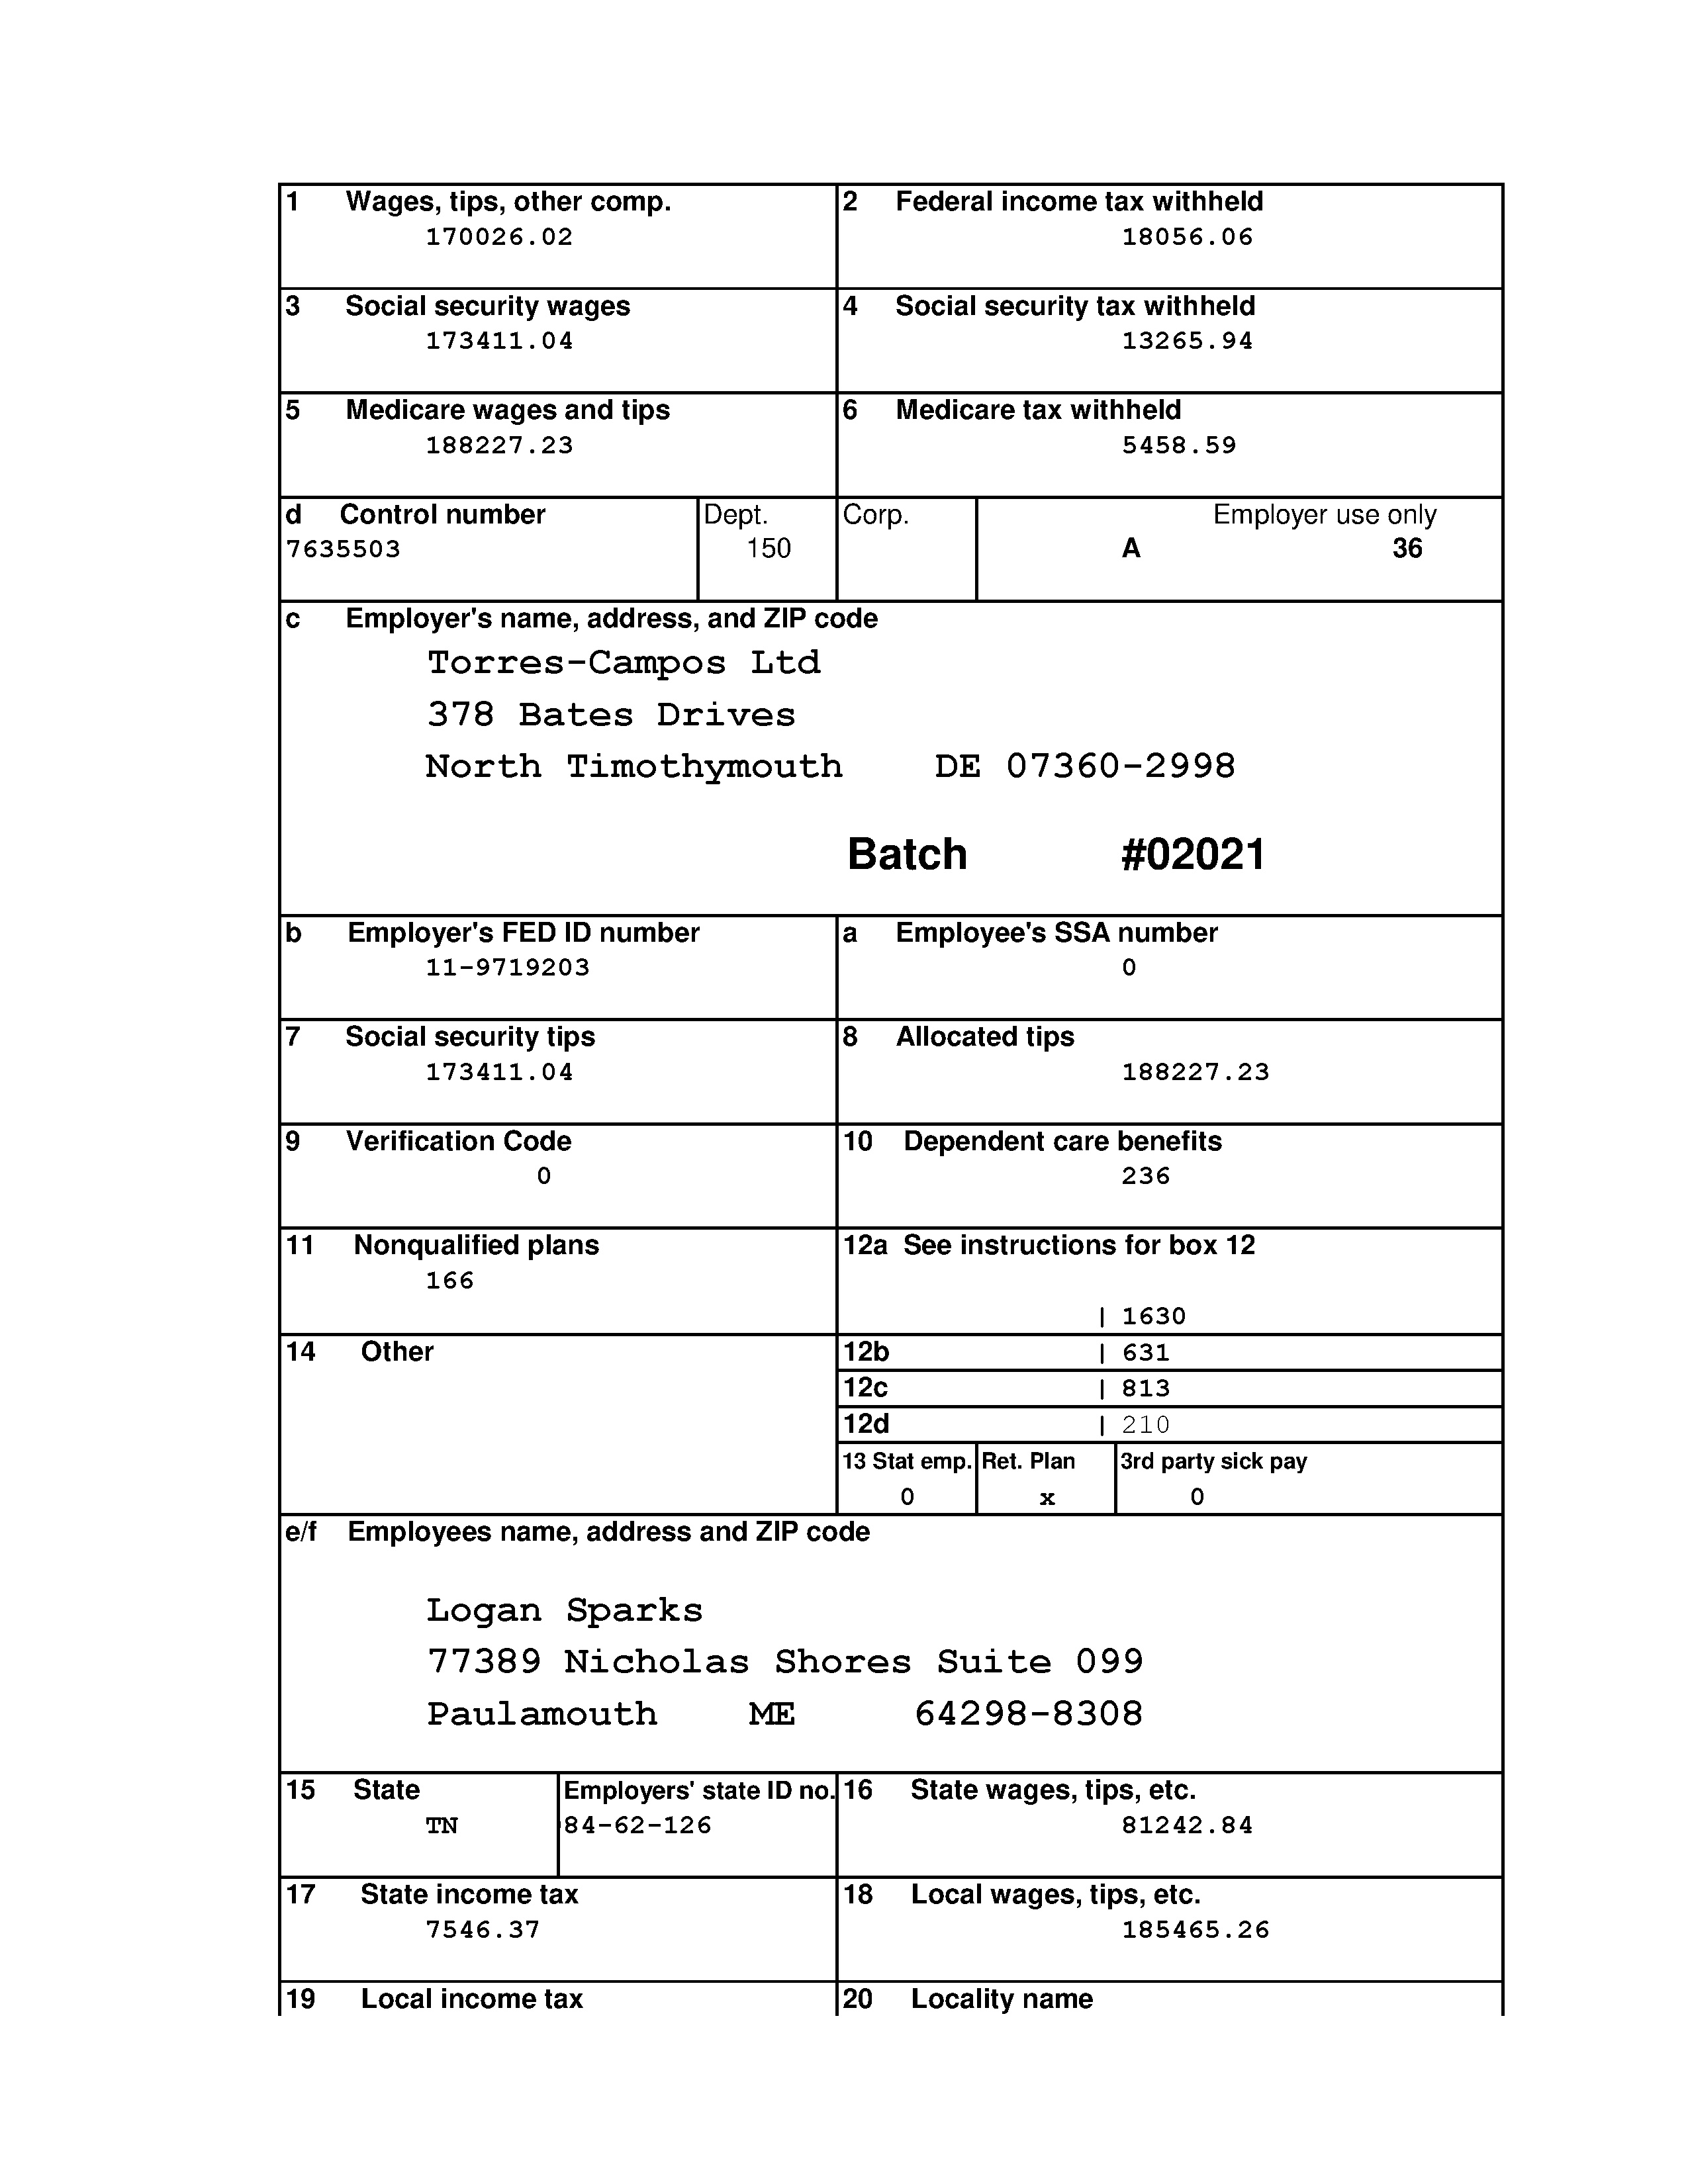 1 Wages, tips, other comp. 2 Federal income tax withheld
170026.02 18056.06
3 Social security wages 4 Social security tax withheld
173411.04 13265.94
5 Medicare wages and tips 6 Medicare tax withheld
188227.23 5458.59
d Control number Dept. Corp. Employer use only
7635503 150 A 36
c Employer's name, address, and ZIP code
Torres-Campos Ltd
378 Bates Drives
North Timothymouth DE 07360-2998
Batch #02021
b Employer's FED ID number a Employee's SSA number
11-9719203 0
7 Social security tips 8 Allocated tips
173411.04 188227.23
9 Verification Code 10 Dependent care benefits
0 236
11 Nonqualified plans 12a See instructions for box 12
166
| 1630
14 Other 12b | 631
12c | 813
12d | 210
13 Stat emp. Ret. Plan 3rd party sick pay
0 x 0
e/f Employees name, address and ZIP code
Logan Sparks
77389 Nicholas Shores Suite 099
Paulamouth ME 64298-8308
15 State Employers' state ID no. 16 State wages, tips, etc.
TN 84-62-126 81242.84
17 State income tax 18 Local wages, tips, etc.
7546.37 185465.26
19 Local income tax 20 Locality name